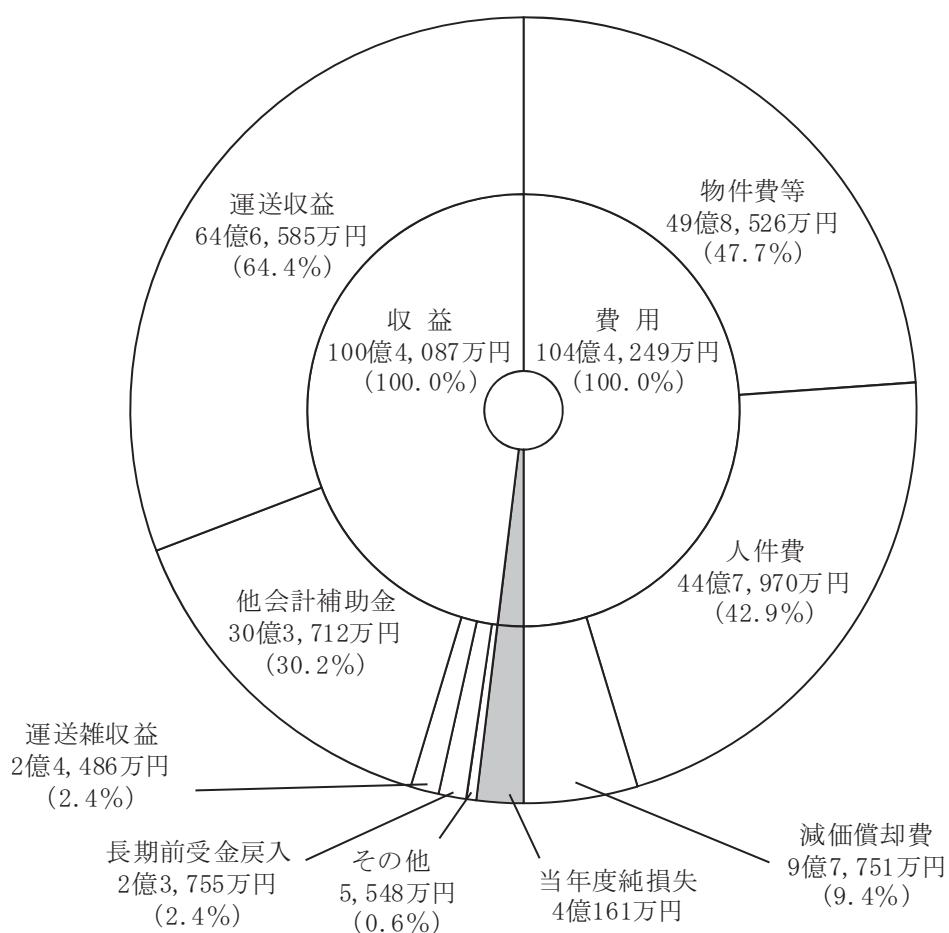 運送収益
64億6,585万円
(64.4%)
物件費等
49億8,526万円
(47.7%)
収 益
100億4,087万円
(100.0%)
費 用
104億4,249万円
(100.0%)
人件費
44億7,970万円
(42.9%)
他会計補助金
30億3,712万円
(30.2%)
運送雑収益
2億4,486万円
(2.4%)
長期前受金戻入
2億3,755万円
(2.4%)
その他
5,548万円
(0.6%)
当年度純損失
4億161万円
減価償却費
9億7,751万円
(9.4%)